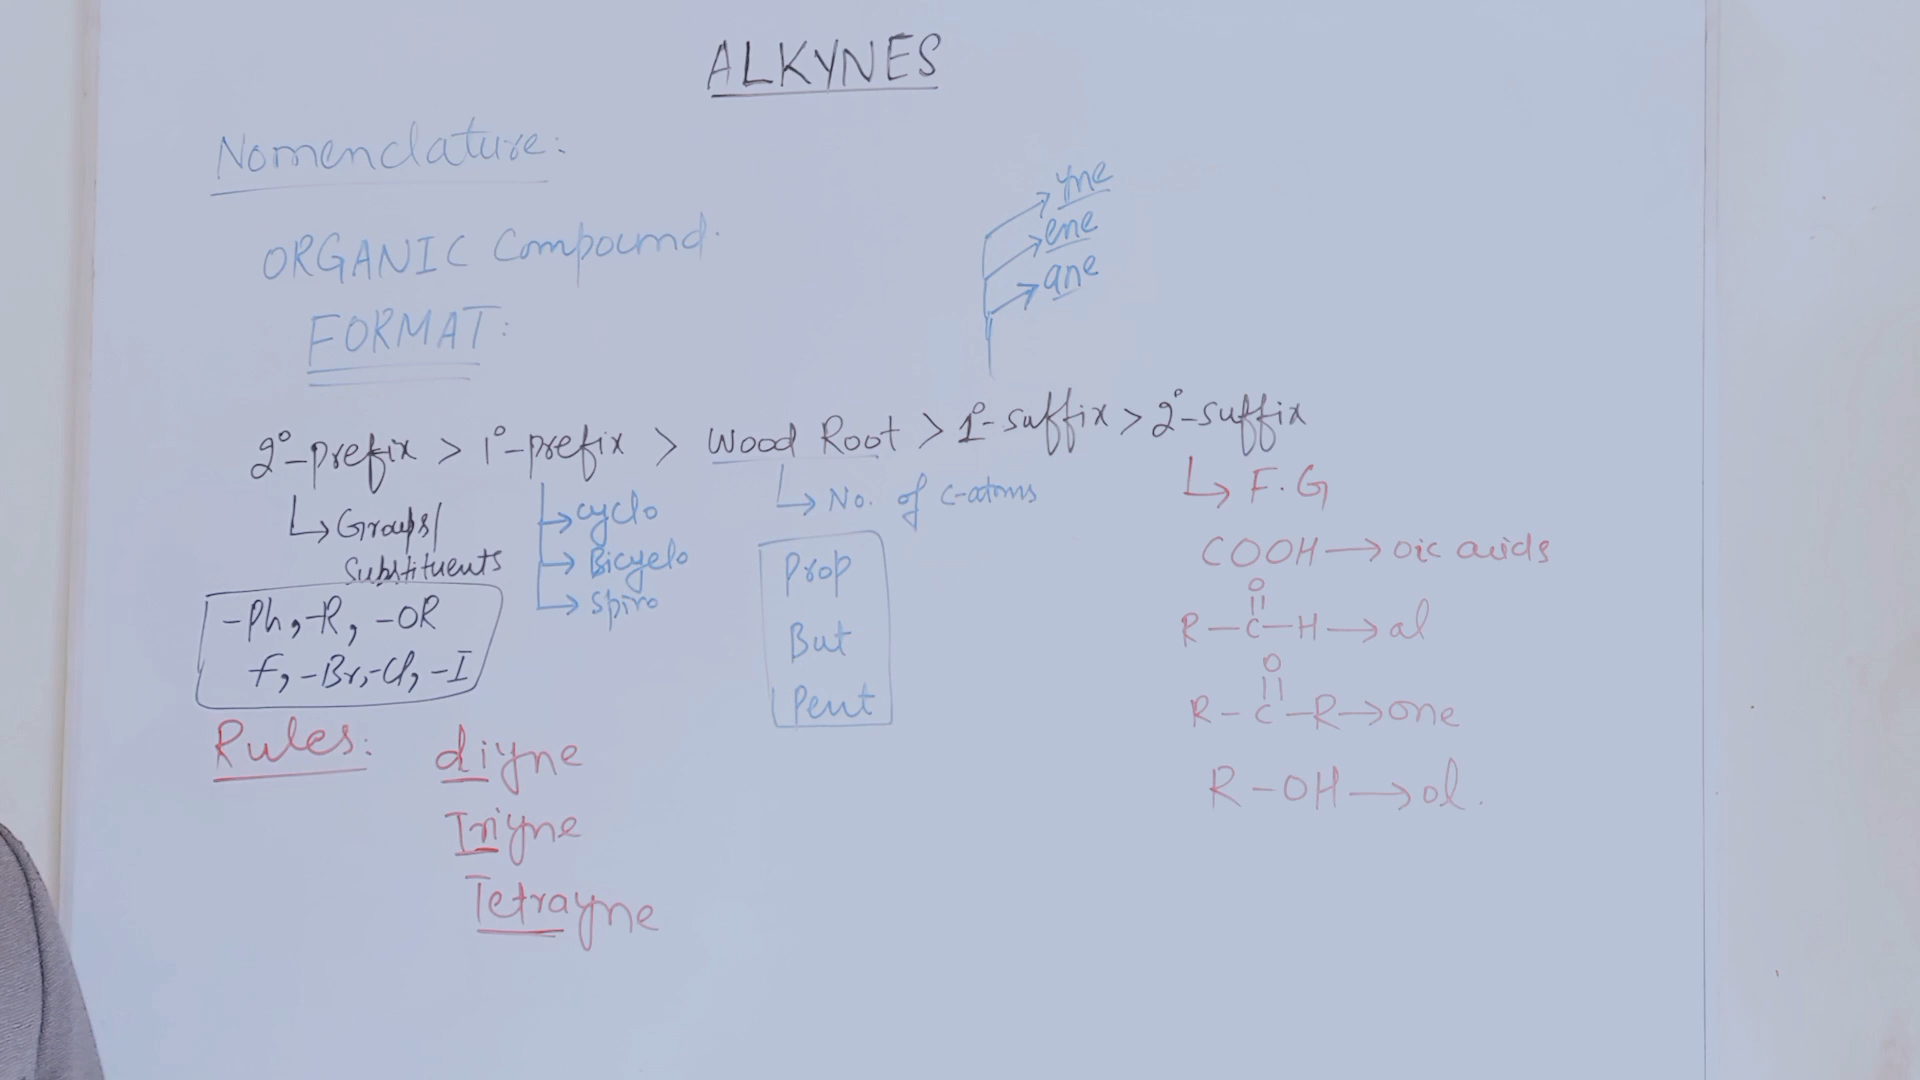 ALKYNES
Nomenclature:
ORGANIC Compound.
FORMAT:
yne
ene
ane
2°-prefix > 1°-prefix > Wood Root > 1°-suffix > 2°-suffix
Groups/
Substituents
-Ph, -R, -OR
F, -Br, -Cl, -I
cyclo
Bicyclo
spiro
No. of C-atoms
Prop
But
Pent
F.G
COOH → oic acids
O
R-C-H → al
O
R-C-R → one
R-OH → ol.
Rules:
diyne
Triyne
Tetrayne